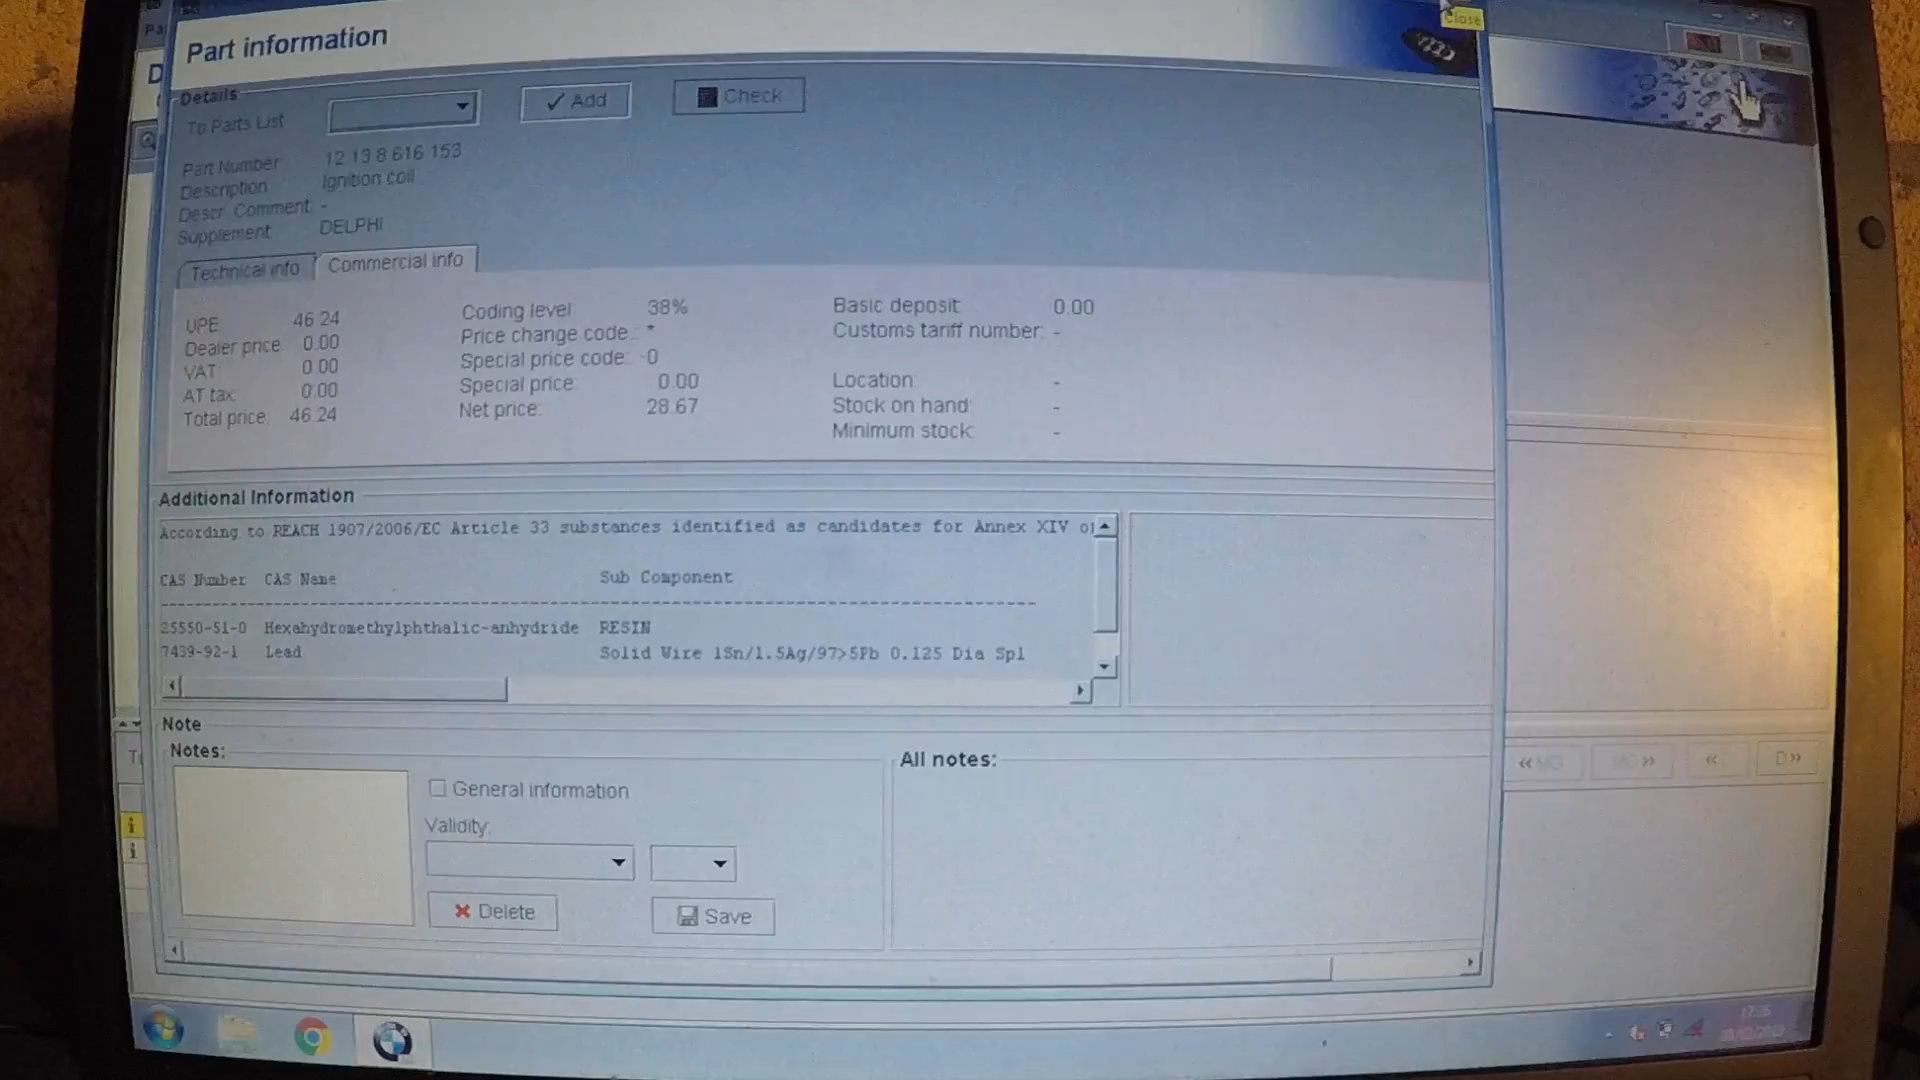 Close
Part information
Details
To Parts List
Add
Check
Part Number 12 13 8 616 153
Description Ignition coil
Descr. Comment -
Supplement DELPHI
Technical info Commercial info
UPE 46.24 Coding level 38% Basic deposit: 0.00
Dealer price 0.00 Price change code: * Customs tariff number: -
VAT 0.00 Special price code: 0
AT tax: 0.00 Special price: 0.00 Location: -
Total price: 46.24 Net price: 28.67 Stock on hand: -
Minimum stock: -
Additional Information
According to REACH 1907/2006/EC Article 33 substances identified as candidates for Annex XIV
CAS Number CAS Name Sub Component
------------------------------------------------------------
25550-51-0 Hexahydromethylphthalic-anhydride RESIN
7439-92-1 Lead Solid Wire 1Sn/1.5Ag/97>5Pb 0.125 Dia Spl
Note
Notes:
All notes:
General information
Validity:
Delete
Save
«MG MG» « D»
17:26